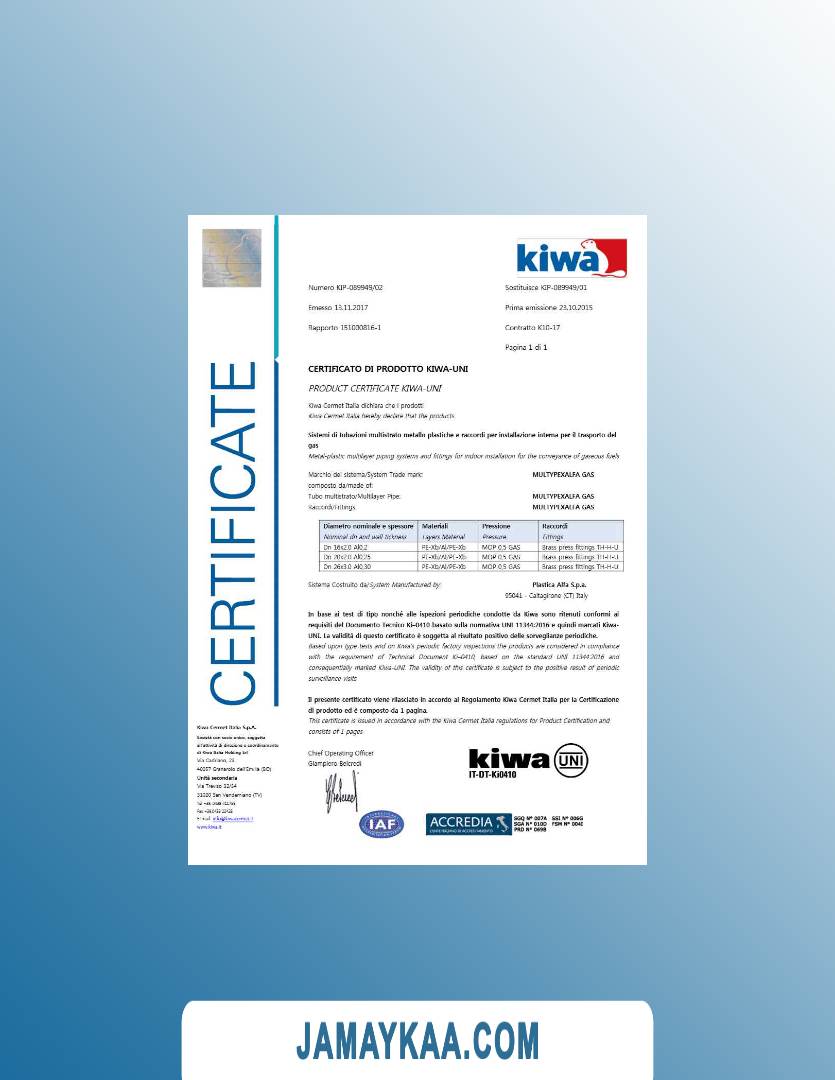 kiwa
Numero KIP-089949/02
Sostituisce KIP-089949/01
Emesso 13.11.2017
Prima emissione 23.10.2015
Rapporto 151000816-1
Contratto K10-17
Pagina 1 di 1
CERTIFICATE
CERTIFICATO DI PRODOTTO KIWA-UNI
PRODUCT CERTIFICATE KIWA-UNI
Kiwa Cermet Italia dichiara che i prodotti
Kiwa Cermet Italia hereby declare that the products
Sistemi di tubazioni multistrato metallo plastiche e raccordi per installazione interna per il trasporto del
gas
Metal-plastic multilayer piping systems and fittings for indoor installation for the conveyance of gaseous fuels
Marchio del sistema/System Trade mark: MULTYPEXALFA GAS
composto da/made of:
Tubo multistrato/Multilayer Pipe: MULTYPEXALFA GAS
Raccordi/Fittings MULTYPEXALFA GAS
Diametro nominale e spessore Materiali Pressione Raccordi
Nominal dn and wall tickness Layers Material Pressure Fittings
Dn 16x2.0 Al0,2 PE-Xb/Al/PE-Xb MOP 0,5 GAS Brass press fittings TH-H-U
Dn 20x2.0 Al0,25 PE-Xb/Al/PE-Xb MOP 0,5 GAS Brass press fittings TH-H-U
Dn 26x3.0 Al0,30 PE-Xb/Al/PE-Xb MOP 0,5 GAS Brass press fittings TH-H-U
Sistema Costruito da/System Manufactured by: Plastica Alfa S.p.a.
95041 - Caltagirone (CT) Italy
In base ai test di tipo nonché alle ispezioni periodiche condotte da Kiwa sono ritenuti conformi ai
requisiti del Documento Tecnico Ki-0410 basato sulla normativa UNI 11344:2016 e quindi marcati Kiwa-
UNI. La validità di questo certificato è soggetta al risultato positivo delle sorveglianze periodiche.
Based upon type tests and on Kiwa's periodic factory inspections the products are considered in compliance
with the requirement of Technical Document Ki-0410, based on the standard UNI 11344:2016 and
consequentially marked Kiwa-UNI. The validity of this certificate is subject to the positive result of periodic
surveillance visits
Il presente certificato viene rilasciato in accordo al Regolamento Kiwa Cermet Italia per la Certificazione
di prodotto ed è composto da 1 pagina.
This certificate is issued in accordance with the Kiwa Cermet Italia regulations for Product Certification and
consists of 1 pages
Kiwa Cermet Italia S.p.A.
Società con socio unico, soggetta
all'attività di direzione e coordinamento
di Kiwa Italia Holding Srl
Via Cadriano, 23
40057 Granarolo dell'Emilia (BO)
Unità secondaria
Via Treviso 32/34
31020 San Vendemiano (TV)
www.kiwa.it
Chief Operating Officer
Giampiero Belcredi
kiwa UNI
IT-DT-Ki0410
IAF
ACCREDIA
SGQ N° 007A SSI N° 006G
SGA N° 010D FSM N° 004I
PRD N° 069B
JAMAYKAA.COM